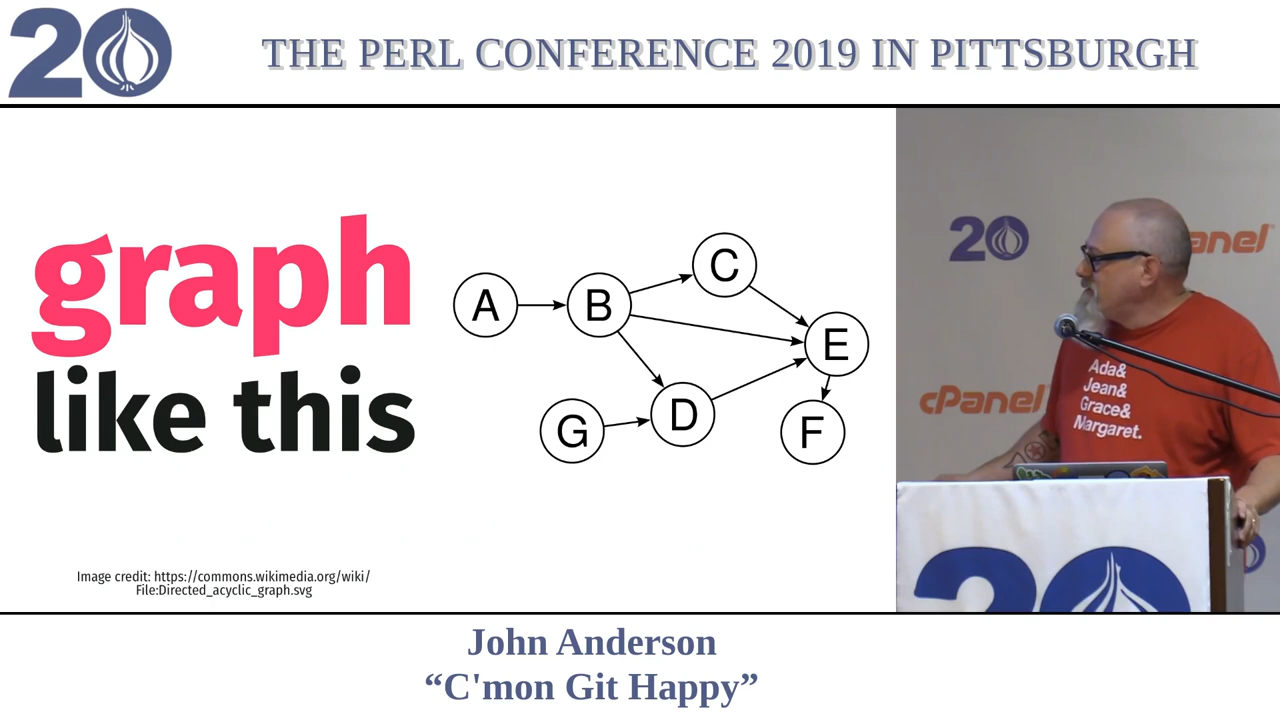 20
THE PERL CONFERENCE 2019 IN PITTSBURGH
graph
like this
A
B
C
E
D
G
F
Image credit: https://commons.wikimedia.org/wiki/
File:Directed_acyclic_graph.svg
20
cPanel
Ada&
Jean&
Grace&
Margaret.
20
John Anderson
“C'mon Git Happy”